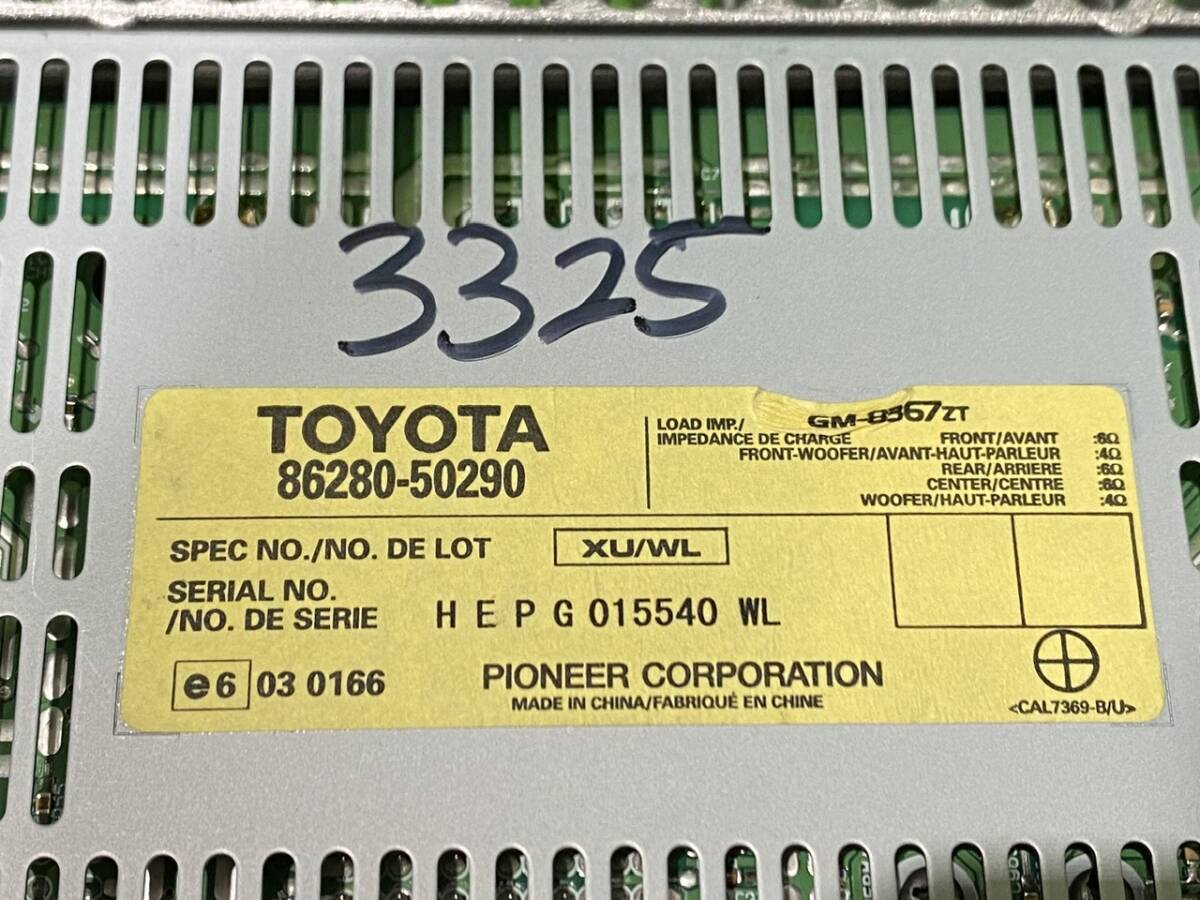 3325
TOYOTA
86280-50290
GM-8367ZT
LOAD IMP./
IMPEDANCE DE CHARGE
FRONT/AVANT :6Ω
FRONT-WOOFER/AVANT-HAUT-PARLEUR :4Ω
REAR/ARRIERE :6Ω
CENTER/CENTRE :6Ω
WOOFER/HAUT-PARLEUR :4Ω
SPEC NO./NO. DE LOT XU/WL
SERIAL NO.
/NO. DE SERIE HEPG015540 WL
e6 03 0166
PIONEER CORPORATION
MADE IN CHINA/FABRIQUÉ EN CHINE
<CAL7369-B/U>